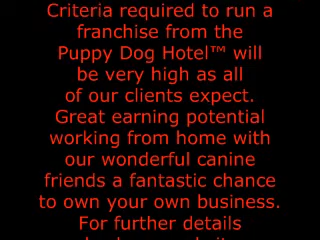 Criteria required to run a
franchise from the
Puppy Dog Hotel™ will
be very high as all
of our clients expect.
Great earning potential
working from home with
our wonderful canine
friends a fantastic chance
to own your own business.
For further details